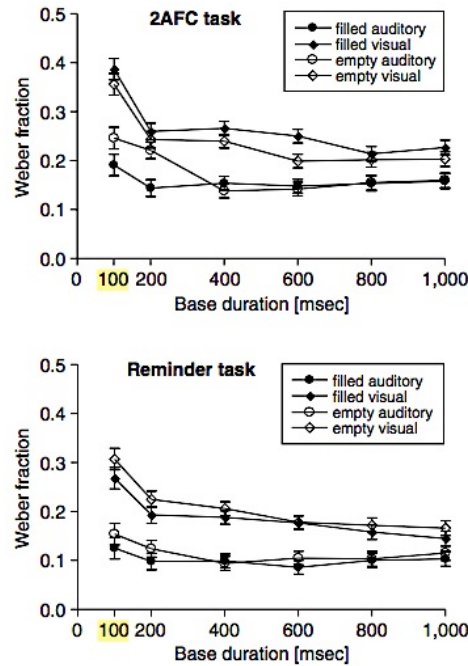 2AFC task
filled auditory
filled visual
empty auditory
empty visual
Weber fraction
0.5
0.4
0.3
0.2
0.1
0.0
0 100 200 400 600 800 1,000
Base duration [msec]
Reminder task
filled auditory
filled visual
empty auditory
empty visual
Weber fraction
0.5
0.4
0.3
0.2
0.1
0.0
0 100 200 400 600 800 1,000
Base duration [msec]